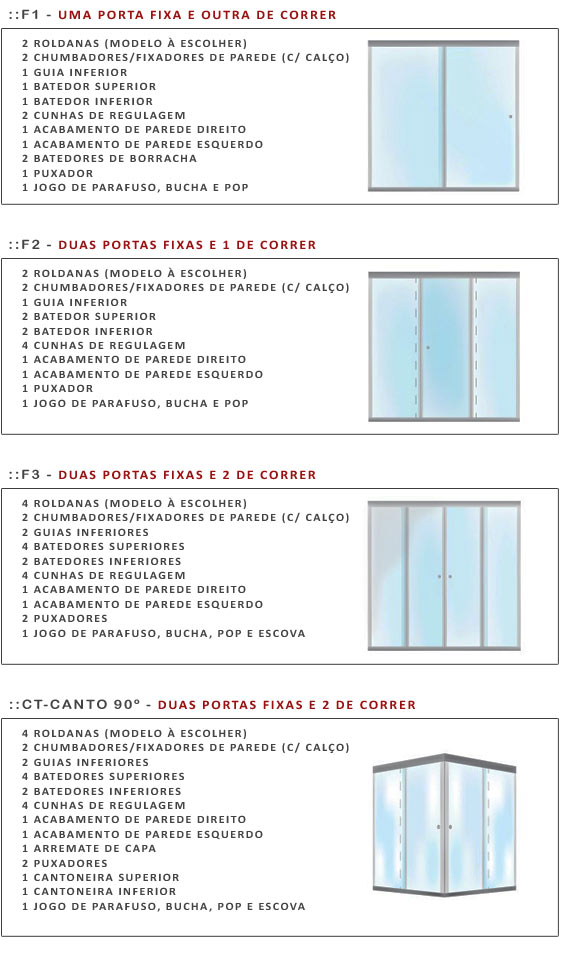 ::F1 - UMA PORTA FIXA E OUTRA DE CORRER
2 ROLDANAS (MODELO À ESCOLHER)
2 CHUMBADORES/FIXADORES DE PAREDE (C/ CALÇO)
1 GUIA INFERIOR
1 BATEDOR SUPERIOR
1 BATEDOR INFERIOR
2 CUNHAS DE REGULAGEM
1 ACABAMENTO DE PAREDE DIREITO
1 ACABAMENTO DE PAREDE ESQUERDO
2 BATEDORES DE BORRACHA
1 PUXADOR
1 JOGO DE PARAFUSO, BUCHA E POP
::F2 - DUAS PORTAS FIXAS E 1 DE CORRER
2 ROLDANAS (MODELO À ESCOLHER)
2 CHUMBADORES/FIXADORES DE PAREDE (C/ CALÇO)
1 GUIA INFERIOR
2 BATEDOR SUPERIOR
2 BATEDOR INFERIOR
4 CUNHAS DE REGULAGEM
1 ACABAMENTO DE PAREDE DIREITO
1 ACABAMENTO DE PAREDE ESQUERDO
1 PUXADOR
1 JOGO DE PARAFUSO, BUCHA E POP
::F3 - DUAS PORTAS FIXAS E 2 DE CORRER
4 ROLDANAS (MODELO À ESCOLHER)
2 CHUMBADORES/FIXADORES DE PAREDE (C/ CALÇO)
2 GUIAS INFERIORES
4 BATEDORES SUPERIORES
2 BATEDORES INFERIORES
4 CUNHAS DE REGULAGEM
1 ACABAMENTO DE PAREDE DIREITO
1 ACABAMENTO DE PAREDE ESQUERDO
2 PUXADORES
1 JOGO DE PARAFUSO, BUCHA, POP E ESCOVA
::CT-CANTO 90º - DUAS PORTAS FIXAS E 2 DE CORRER
4 ROLDANAS (MODELO À ESCOLHER)
2 CHUMBADORES/FIXADORES DE PAREDE (C/ CALÇO)
2 GUIAS INFERIORES
4 BATEDORES SUPERIORES
2 BATEDORES INFERIORES
4 CUNHAS DE REGULAGEM
1 ACABAMENTO DE PAREDE DIREITO
1 ACABAMENTO DE PAREDE ESQUERDO
1 ARREMATE DE CAPA
2 PUXADORES
1 CANTONEIRA SUPERIOR
1 CANTONEIRA INFERIOR
1 JOGO DE PARAFUSO, BUCHA, POP E ESCOVA